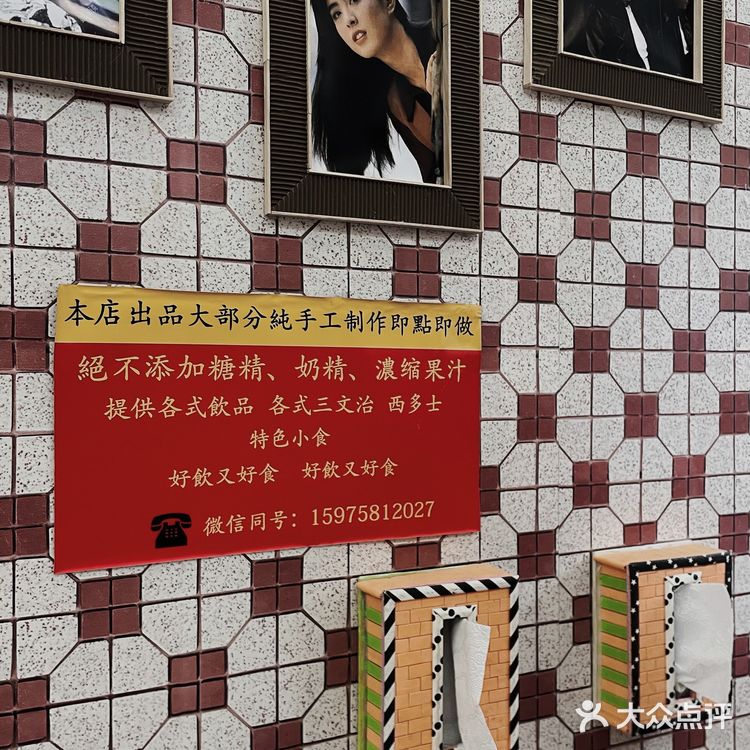 本店出品大部分純手工制作即點即做
絕不添加糖精、奶精、濃缩果汁
提供各式飲品 各式三文治 西多士
特色小食
好飲又好食 好飲又好食
微信同号：15975812027
大众点评